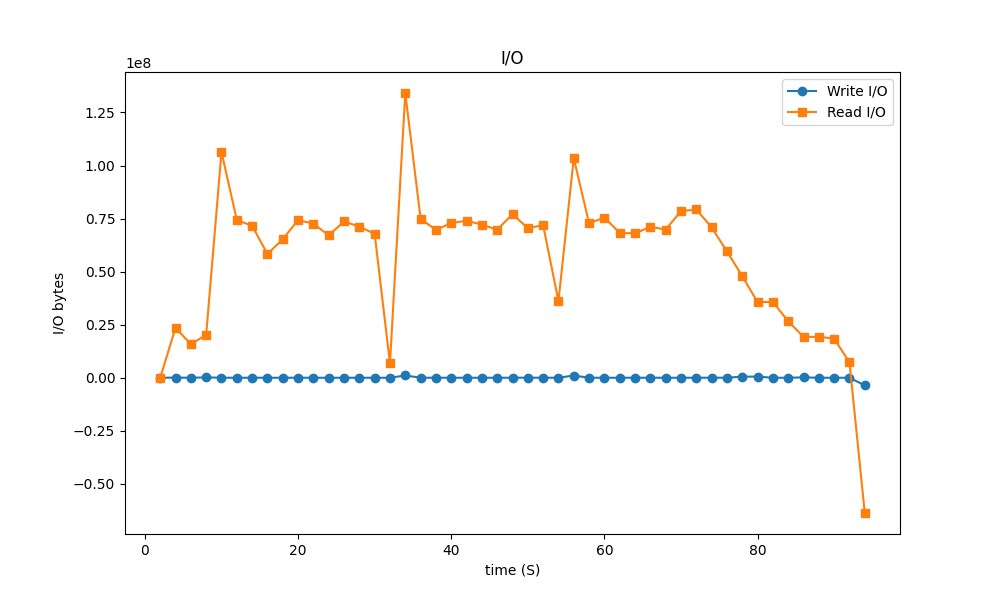 I/O
1e8
Write I/O
Read I/O
1.25
1.00
0.75
0.50
0.25
0.00
−0.25
−0.50
I/O bytes
0 20 40 60 80
time (S)